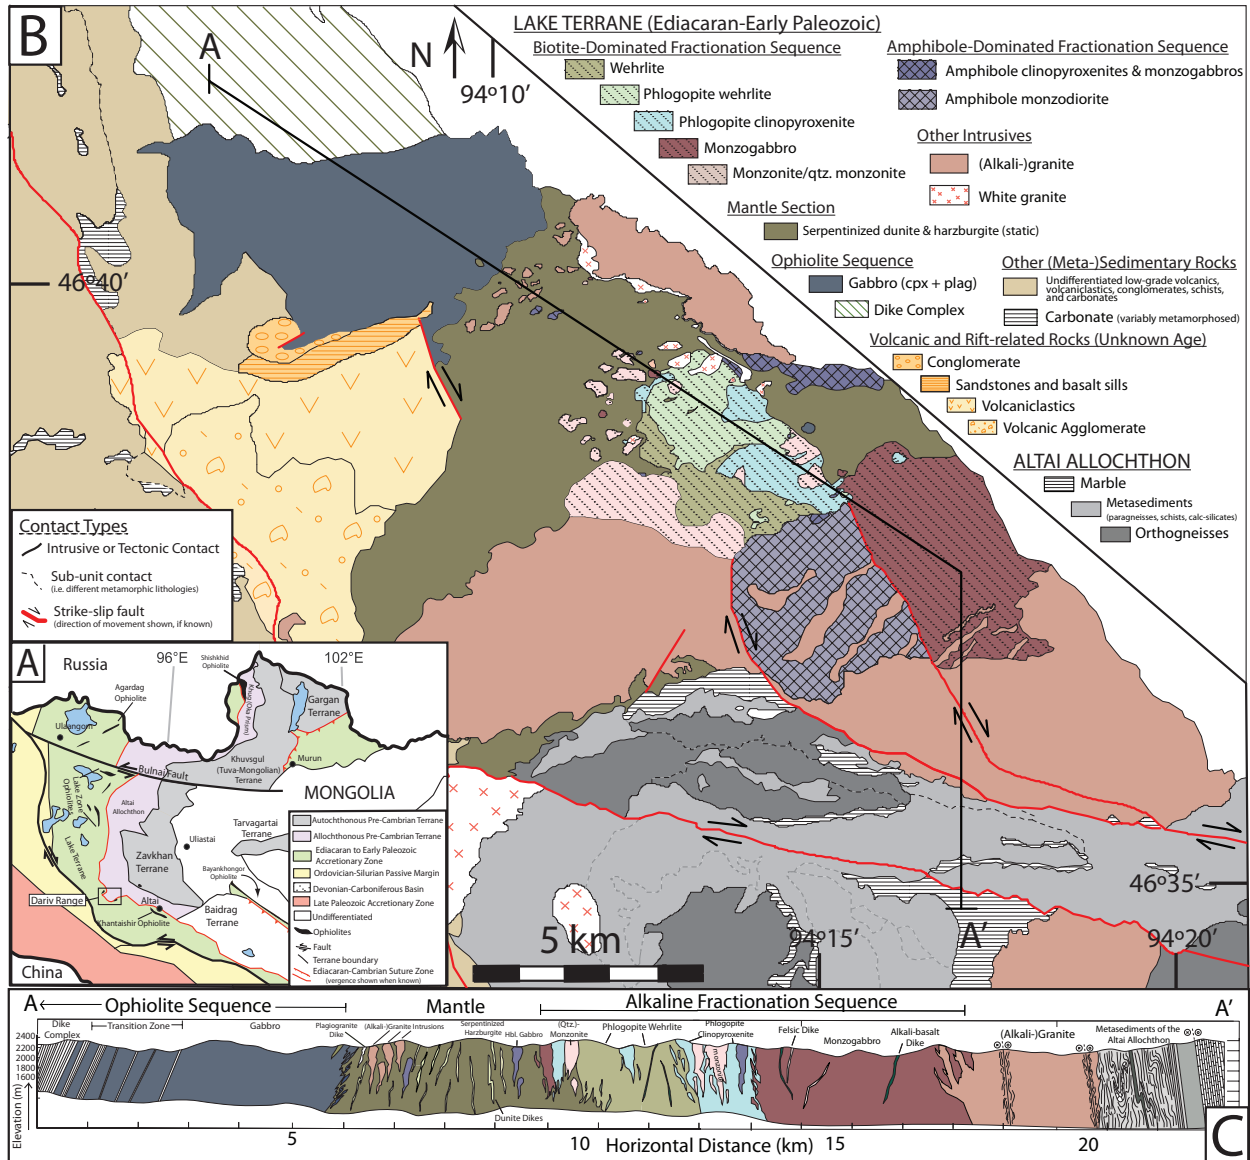 B
A
N
94º10′
46º40′
LAKE TERRANE (Ediacaran-Early Paleozoic)
Biotite-Dominated Fractionation Sequence
Wehrlite
Phlogopite wehrlite
Phlogopite clinopyroxenite
Monzogabbro
Monzonite/qtz. monzonite
Amphibole-Dominated Fractionation Sequence
Amphibole clinopyroxenites & monzogabbros
Amphibole monzodiorite
Other Intrusives
(Alkali-)granite
White granite
Mantle Section
Serpentinized dunite & harzburgite (static)
Ophiolite Sequence
Gabbro (cpx + plag)
Dike Complex
Other (Meta-)Sedimentary Rocks
Undifferentiated low-grade volcanics,
volcaniclastics, conglomerates, schists,
and carbonates
Carbonate (variably metamorphosed)
Volcanic and Rift-related Rocks (Unknown Age)
Conglomerate
Sandstones and basalt sills
Volcaniclastics
Volcanic Agglomerate
ALTAI ALLOCHTHON
Marble
Metasediments
(paragneisses, schists, calc-silicates)
Orthogneisses
Contact Types
Intrusive or Tectonic Contact
Sub-unit contact
(i.e. different metamorphic lithologies)
Strike-slip fault
(direction of movement shown, if known)
46º35′
94º15′
94º20′
A′
5 km
A
Russia
96°E
102°E
Shishkhid
Ophiolite
Agardag
Ophiolite
Ulaangom
Gargan
Terrane
Bulnai Fault
Khuvsgul
(Tuva-Mongolian)
Terrane
Murun
MONGOLIA
Lake Zone
Ophiolite
Altai
Allochthon
Lake Terrane
Zavkhan
Terrane
Uliastai
Tarvagartai
Terrane
Bayankhongor
Ophiolite
Dariv Range
Altai
Khantaishir Ophiolite
Baidrag
Terrane
China
Autochthonous Pre-Cambrian Terrane
Allochthonous Pre-Cambrian Terrane
Ediacaran to Early Paleozoic
Accretionary Zone
Ordovician-Silurian Passive Margin
Devonian-Carboniferous Basin
Late Paleozoic Accretionary Zone
Undifferentiated
Ophiolites
Fault
Terrane boundary
Ediacaran-Cambrian Suture Zone
(vergence shown when known)
A
Ophiolite Sequence
Mantle
Alkaline Fractionation Sequence
A′
Dike
Complex
Transition Zone
Gabbro
Plagiogranite
Dike
(Alkali-)Granite Intrusions
Serpentinized
Harzburgite
Hbl. Gabbro
(Qtz.)-
Monzonite
Phlogopite Wehrlite
Phlogopite
Clinopyroxenite
monzonite
Felsic Dike
Monzogabbro
Alkali-basalt
Dike
(Alkali-)Granite
Metasediments of the
Altai Allochthon
Dunite Dikes
2400
2200
2000
1800
1600
Elevation (m)
5
10
15
20
Horizontal Distance (km)
C